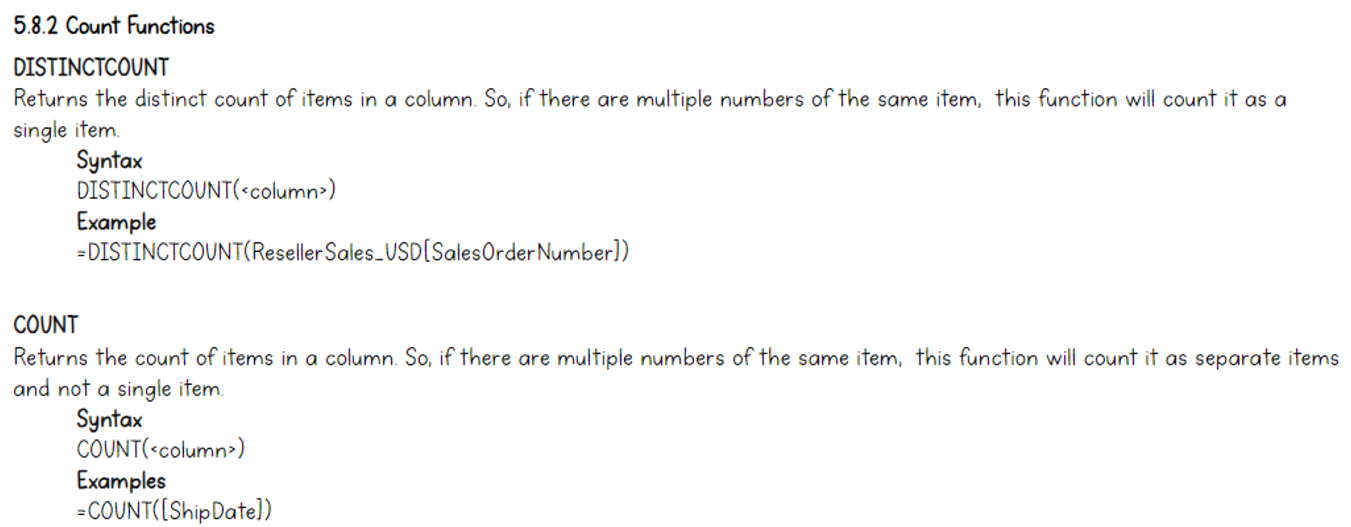 5.8.2 Count Functions
DISTINCTCOUNT
Returns the distinct count of items in a column. So, if there are multiple numbers of the same item, this function will count it as a
single item.
Syntax
DISTINCTCOUNT(<column>)
Example
=DISTINCTCOUNT(ResellerSales_USD[SalesOrderNumber])
COUNT
Returns the count of items in a column. So, if there are multiple numbers of the same item, this function will count it as separate items
and not a single item.
Syntax
COUNT(<column>)
Examples
=COUNT([ShipDate])